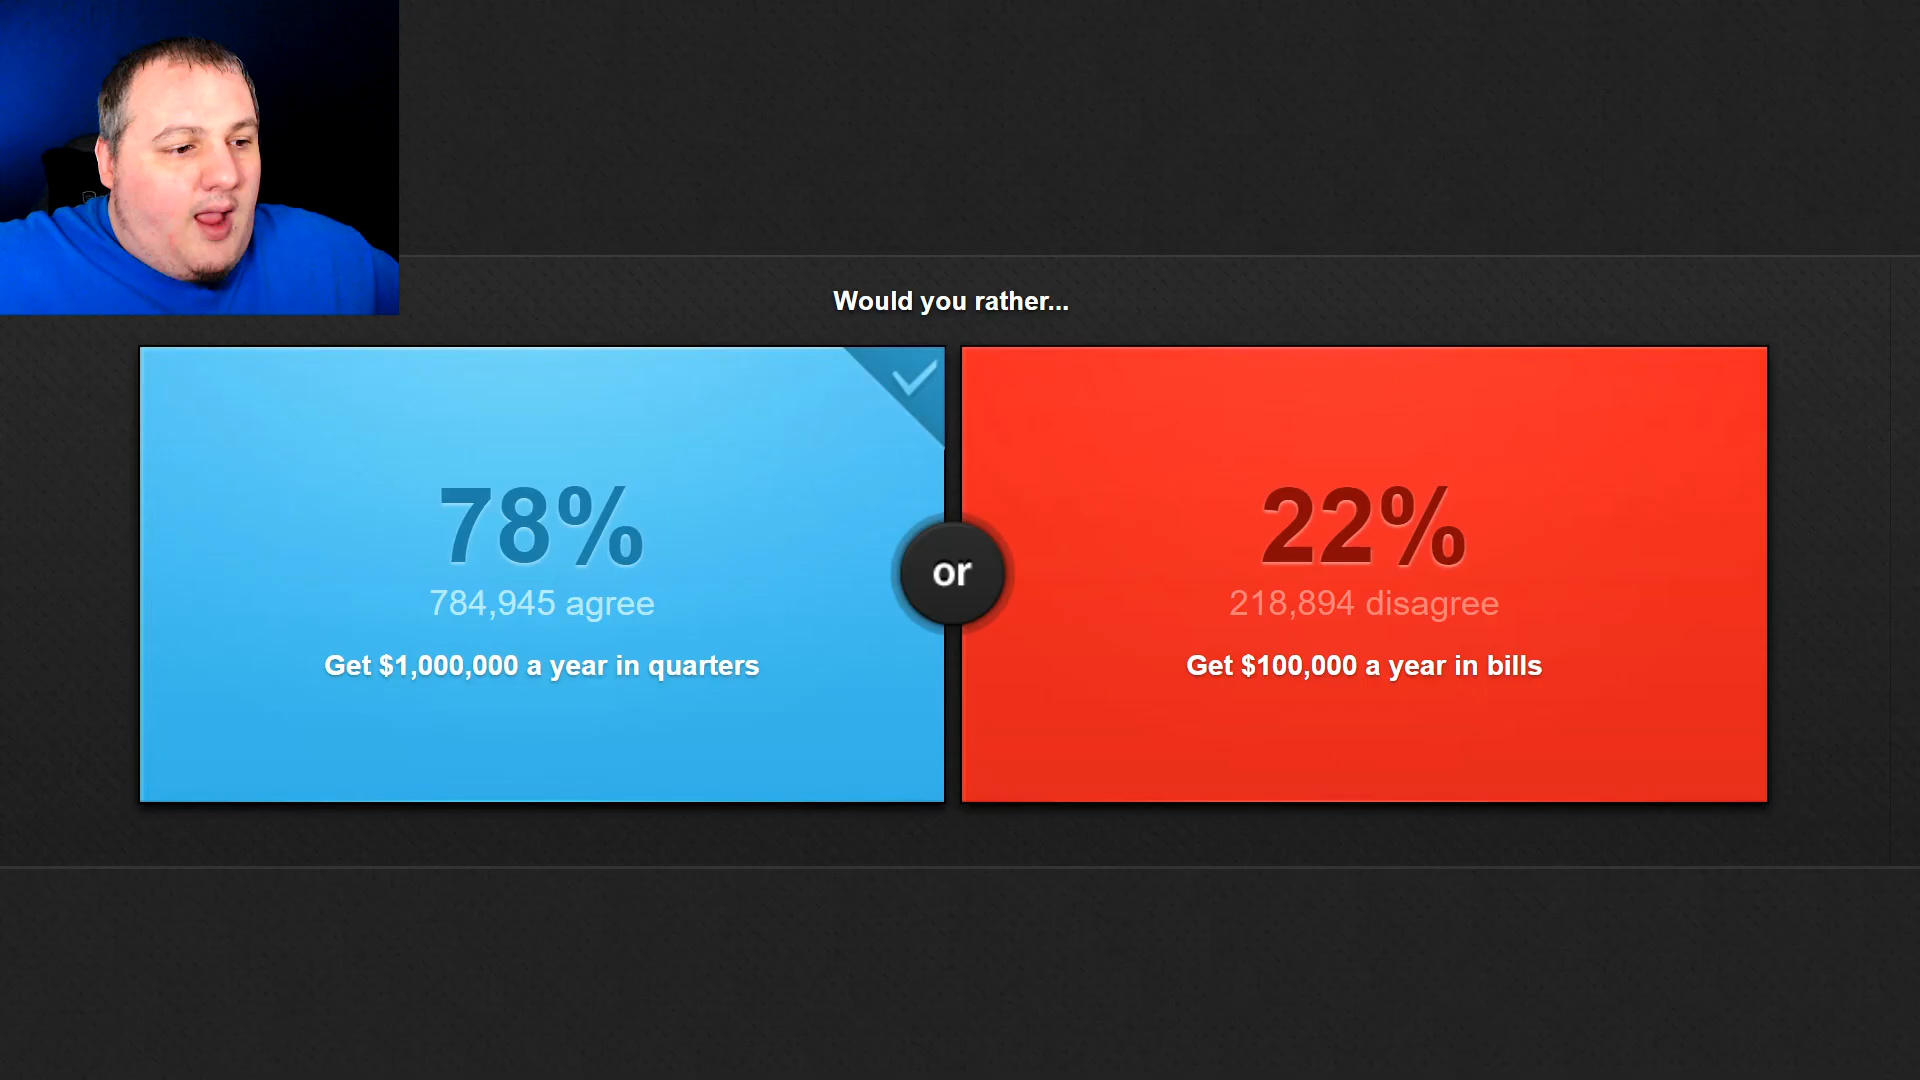 Would you rather...
78%
784,945 agree
Get $1,000,000 a year in quarters
or
22%
218,894 disagree
Get $100,000 a year in bills